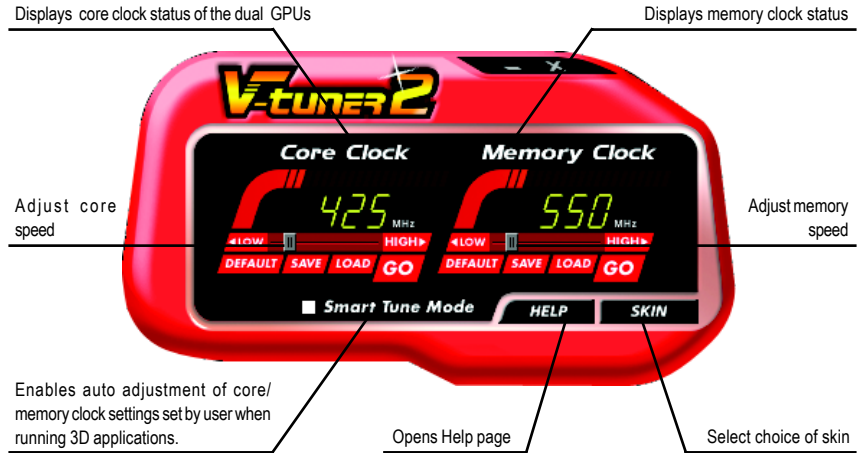 Displays core clock status of the dual GPUs
Displays memory clock status
V-tuner2
Core Clock
Memory Clock
Adjust core
speed
425 MHz
550 MHz
Adjust memory
speed
LOW HIGH
LOW HIGH
DEFAULT SAVE LOAD GO
DEFAULT SAVE LOAD GO
Smart Tune Mode
HELP
SKIN
Enables auto adjustment of core/
memory clock settings set by user when
running 3D applications.
Opens Help page
Select choice of skin